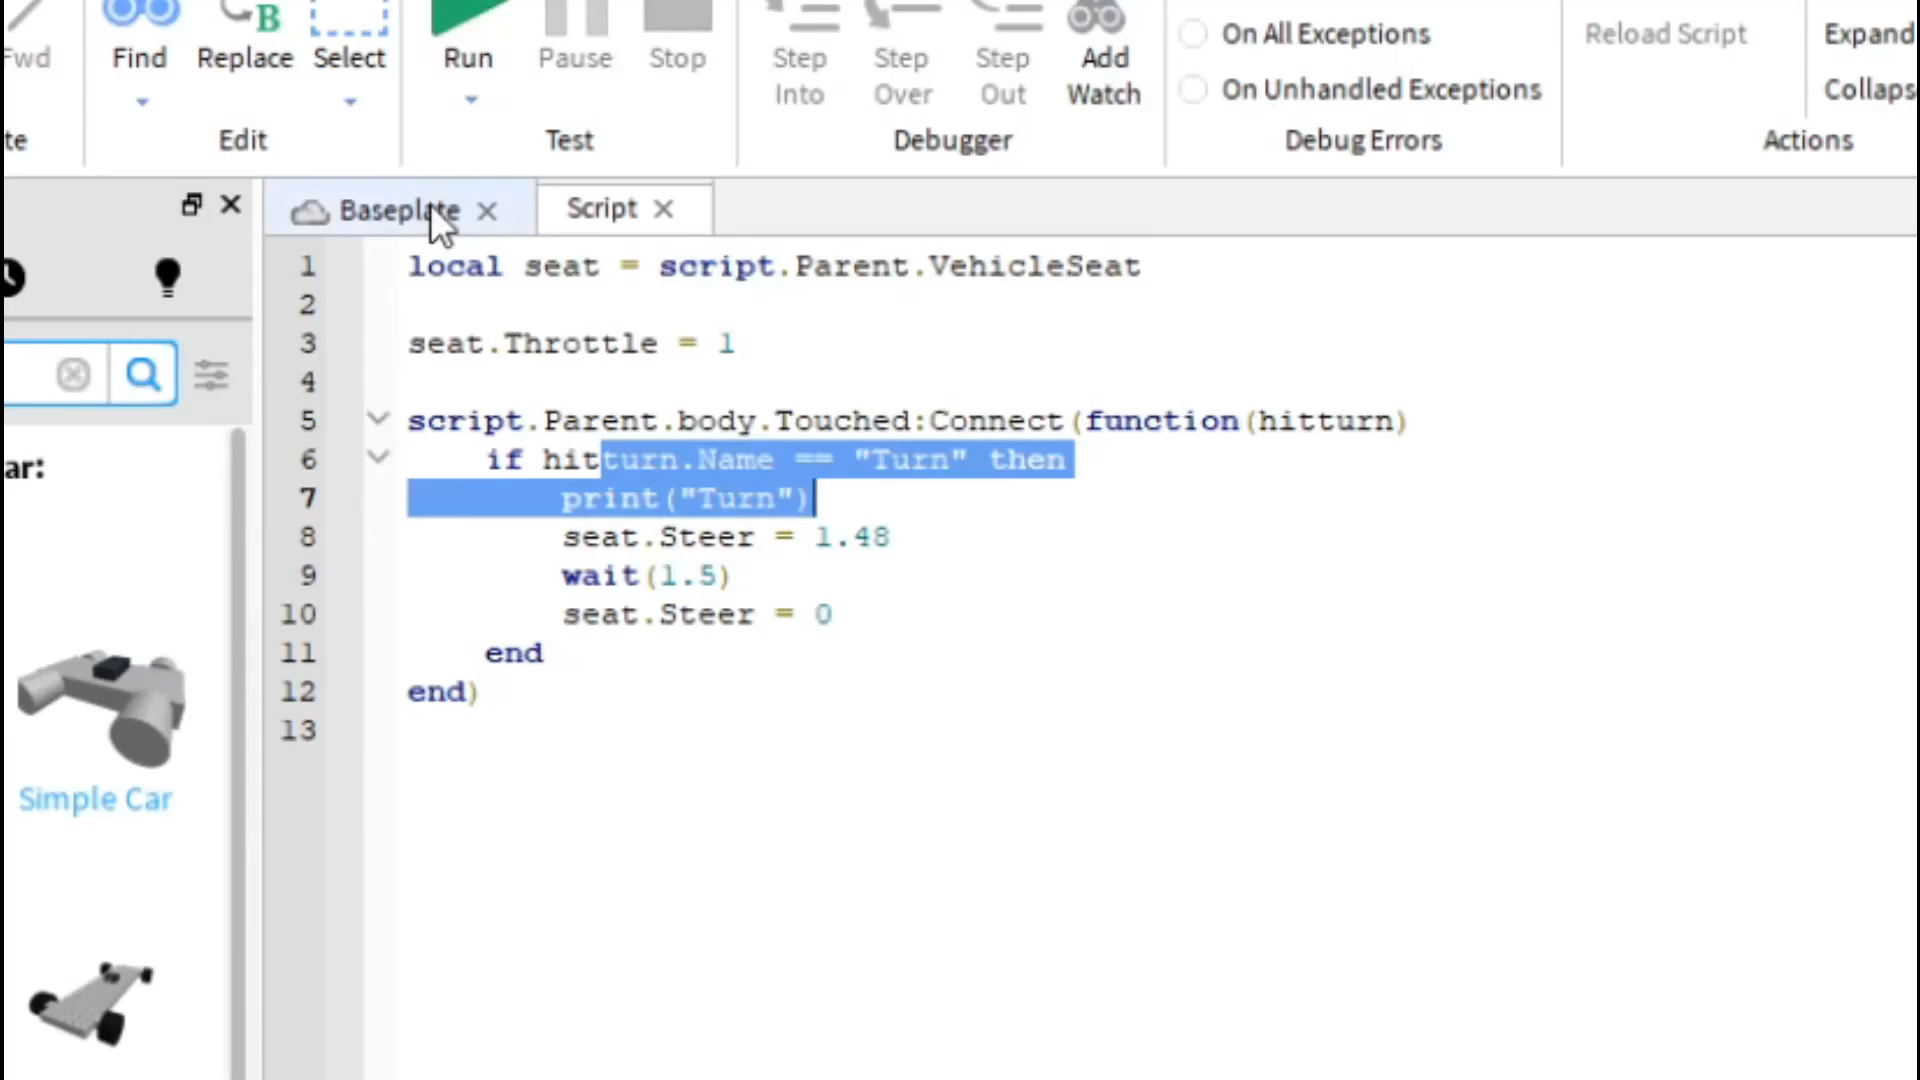 Fwd
Find
Replace
Select
Run
Pause
Stop
Step Into
Step Over
Step Out
Add Watch
On All Exceptions
On Unhandled Exceptions
Reload Script
Expand
Collaps
te
Edit
Test
Debugger
Debug Errors
Actions
Baseplate
Script
1 local seat = script.Parent.VehicleSeat
2
3 seat.Throttle = 1
4
5 script.Parent.body.Touched:Connect(function(hitturn)
6 if hitturn.Name == "Turn" then
7 print("Turn")
8 seat.Steer = 1.48
9 wait(1.5)
10 seat.Steer = 0
11 end
12 end)
13
ar:
Simple Car